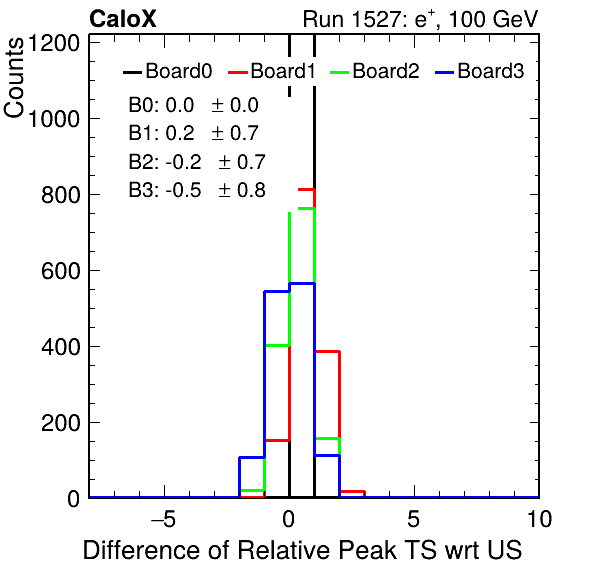 CaloX Run 1527: e+, 100 GeV
Counts
1200
1000
800
600
400
200
0
Board0 Board1 Board2 Board3
B0: 0.0 ± 0.0
B1: 0.2 ± 0.7
B2: -0.2 ± 0.7
B3: -0.5 ± 0.8
−5 0 5 10
Difference of Relative Peak TS wrt US